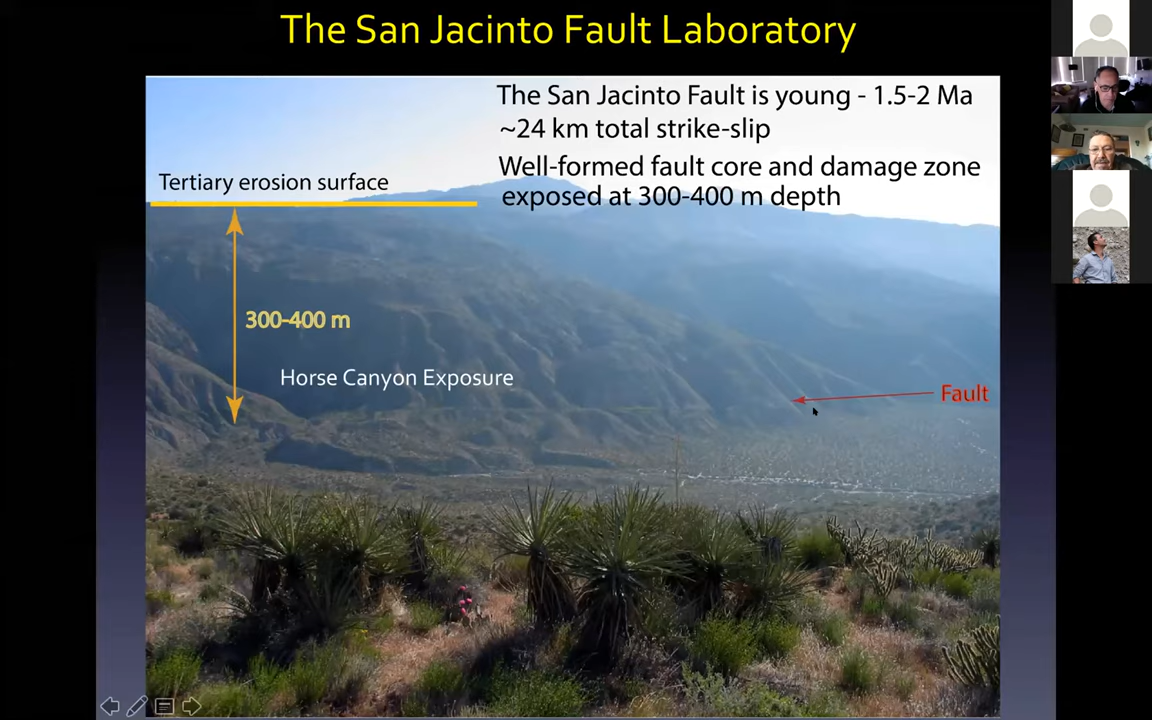 The San Jacinto Fault Laboratory
The San Jacinto Fault is young - 1.5-2 Ma
~24 km total strike-slip
Well-formed fault core and damage zone
exposed at 300-400 m depth
Tertiary erosion surface
300-400 m
Horse Canyon Exposure
Fault